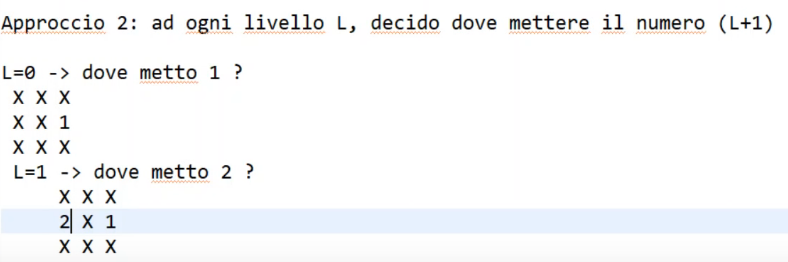 Approccio 2: ad ogni livello L, decido dove mettere il numero (L+1)
L=0 -> dove metto 1 ?
X X X
X X 1
X X X
L=1 -> dove metto 2 ?
X X X
2 X 1
X X X